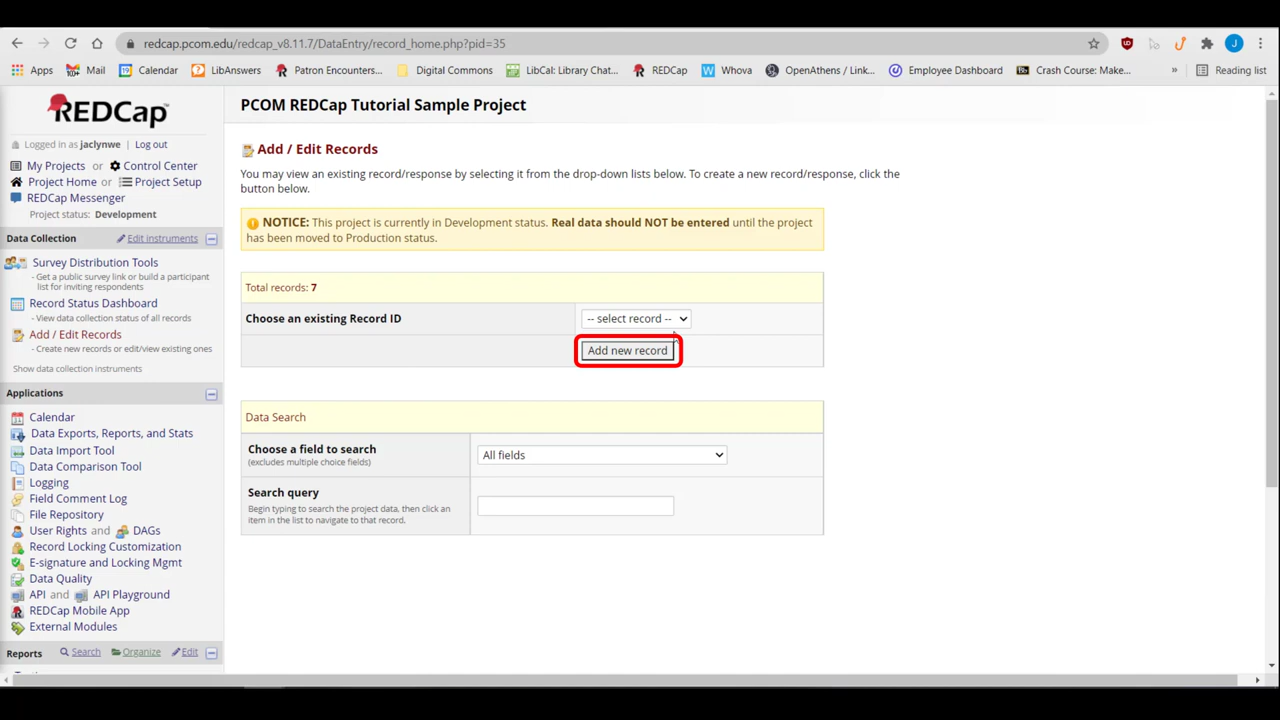 redcap.pcom.edu/redcap_v8.11.7/DataEntry/record_home.php?pid=35
J
Apps
Mail
Calendar
LibAnswers
Patron Encounters...
Digital Commons
LibCal: Library Chat...
REDCap
Whova
OpenAthens / Link...
Employee Dashboard
Crash Course: Make...
»
Reading list
REDCap
Logged in as jaclynwe | Log out
My Projects or Control Center
Project Home or Project Setup
REDCap Messenger
Project status: Development
Data Collection Edit instruments
Survey Distribution Tools
- Get a public survey link or build a participant
list for inviting respondents
Record Status Dashboard
- View data collection status of all records
Add / Edit Records
- Create new records or edit/view existing ones
Show data collection instruments
Applications
Calendar
Data Exports, Reports, and Stats
Data Import Tool
Data Comparison Tool
Logging
Field Comment Log
File Repository
User Rights and DAGs
Record Locking Customization
E-signature and Locking Mgmt
Data Quality
API and API Playground
REDCap Mobile App
External Modules
Reports Search Organize Edit
PCOM REDCap Tutorial Sample Project
Add / Edit Records
You may view an existing record/response by selecting it from the drop-down lists below. To create a new record/response, click the
button below.
NOTICE: This project is currently in Development status. Real data should NOT be entered until the project
has been moved to Production status.
Total records: 7
Choose an existing Record ID
-- select record --
Add new record
Data Search
Choose a field to search
(excludes multiple choice fields)
All fields
Search query
Begin typing to search the project data, then click an
item in the list to navigate to that record.